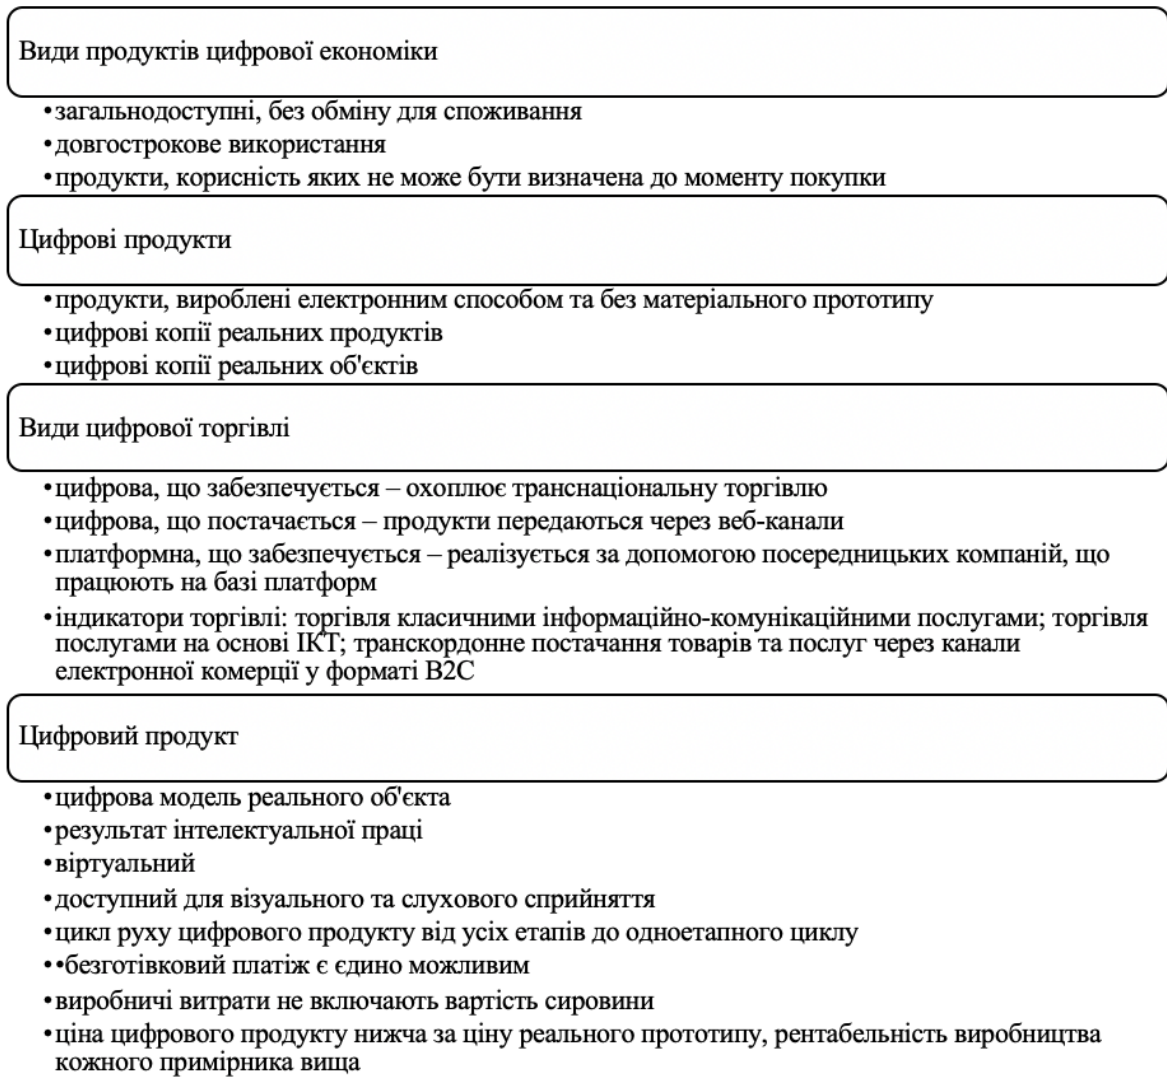 Види продуктів цифрової економіки
•загальнодоступні, без обміну для споживання
•довгострокове використання
•продукти, корисність яких не може бути визначена до моменту покупки
Цифрові продукти
•продукти, вироблені електронним способом та без матеріального прототипу
•цифрові копії реальних продуктів
•цифрові копії реальних об'єктів
Види цифрової торгівлі
•цифрова, що забезпечується – охоплює транснаціональну торгівлю
•цифрова, що постачається – продукти передаються через веб-канали
•платформна, що забезпечується – реалізується за допомогою посередницьких компаній, що
працюють на базі платформ
•індикатори торгівлі: торгівля класичними інформаційно-комунікаційними послугами; торгівля
послугами на основі ІКТ; транскордонне постачання товарів та послуг через канали
електронної комерції у форматі B2C
Цифровий продукт
•цифрова модель реального об'єкта
•результат інтелектуальної праці
•віртуальний
•доступний для візуального та слухового сприйняття
•цикл руху цифрового продукту від усіх етапів до одноетапного циклу
••безготівковий платіж є єдино можливим
•виробничі витрати не включають вартість сировини
•ціна цифрового продукту нижча за ціну реального прототипу, рентабельність виробництва
кожного примірника вища